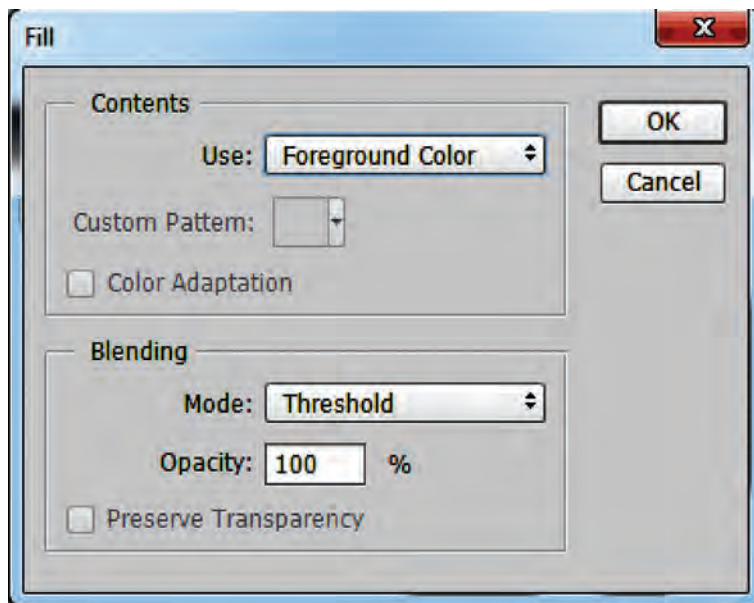 Fill
Contents
Use: Foreground Color
OK
Cancel
Custom Pattern:
Color Adaptation
Blending
Mode: Threshold
Opacity: 100 %
Preserve Transparency